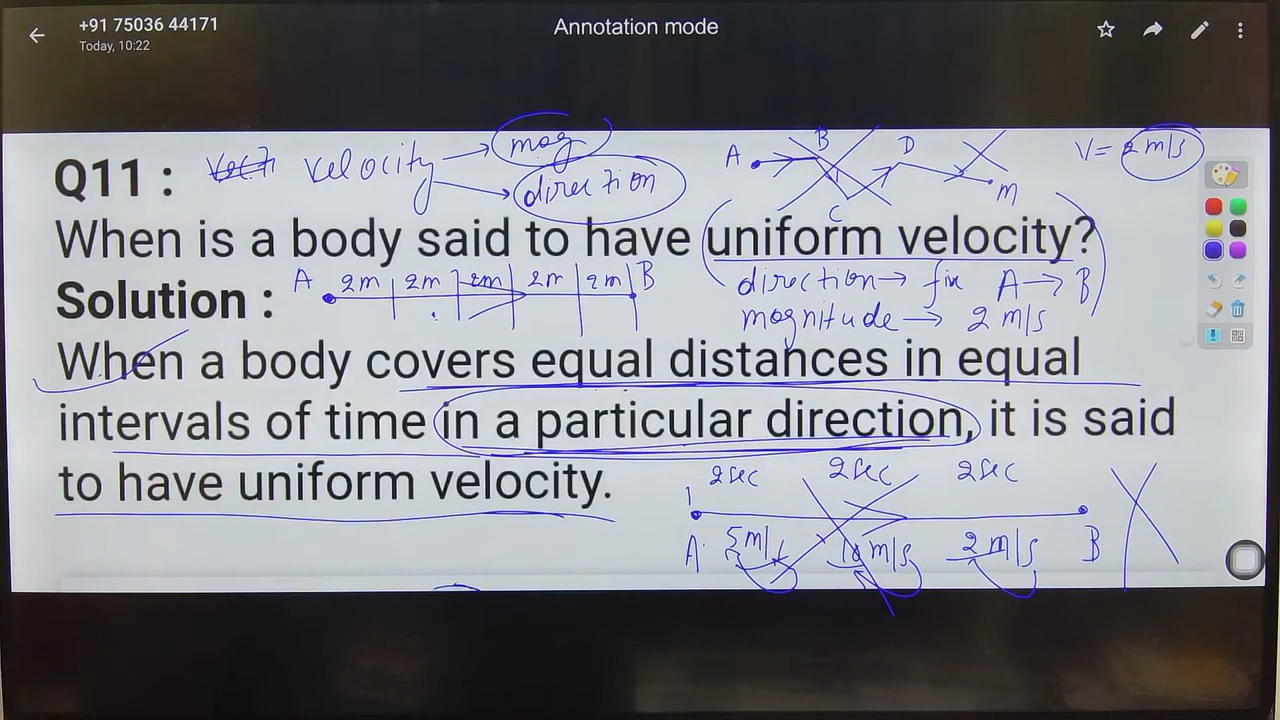 +91 75036 44171
Today, 10:22
Annotation mode
Q11 :
velocity → mag
→ direction
A B C D M
V= 2 m/s
When is a body said to have uniform velocity?
A 2m 2m 2m 2m 2m B
direction → fix A → B
magnitude → 2 m/s
Solution :
When a body covers equal distances in equal
intervals of time in a particular direction, it is said
to have uniform velocity.
2 sec 2 sec 2 sec
A 5 m/s m/s 2 m/s B